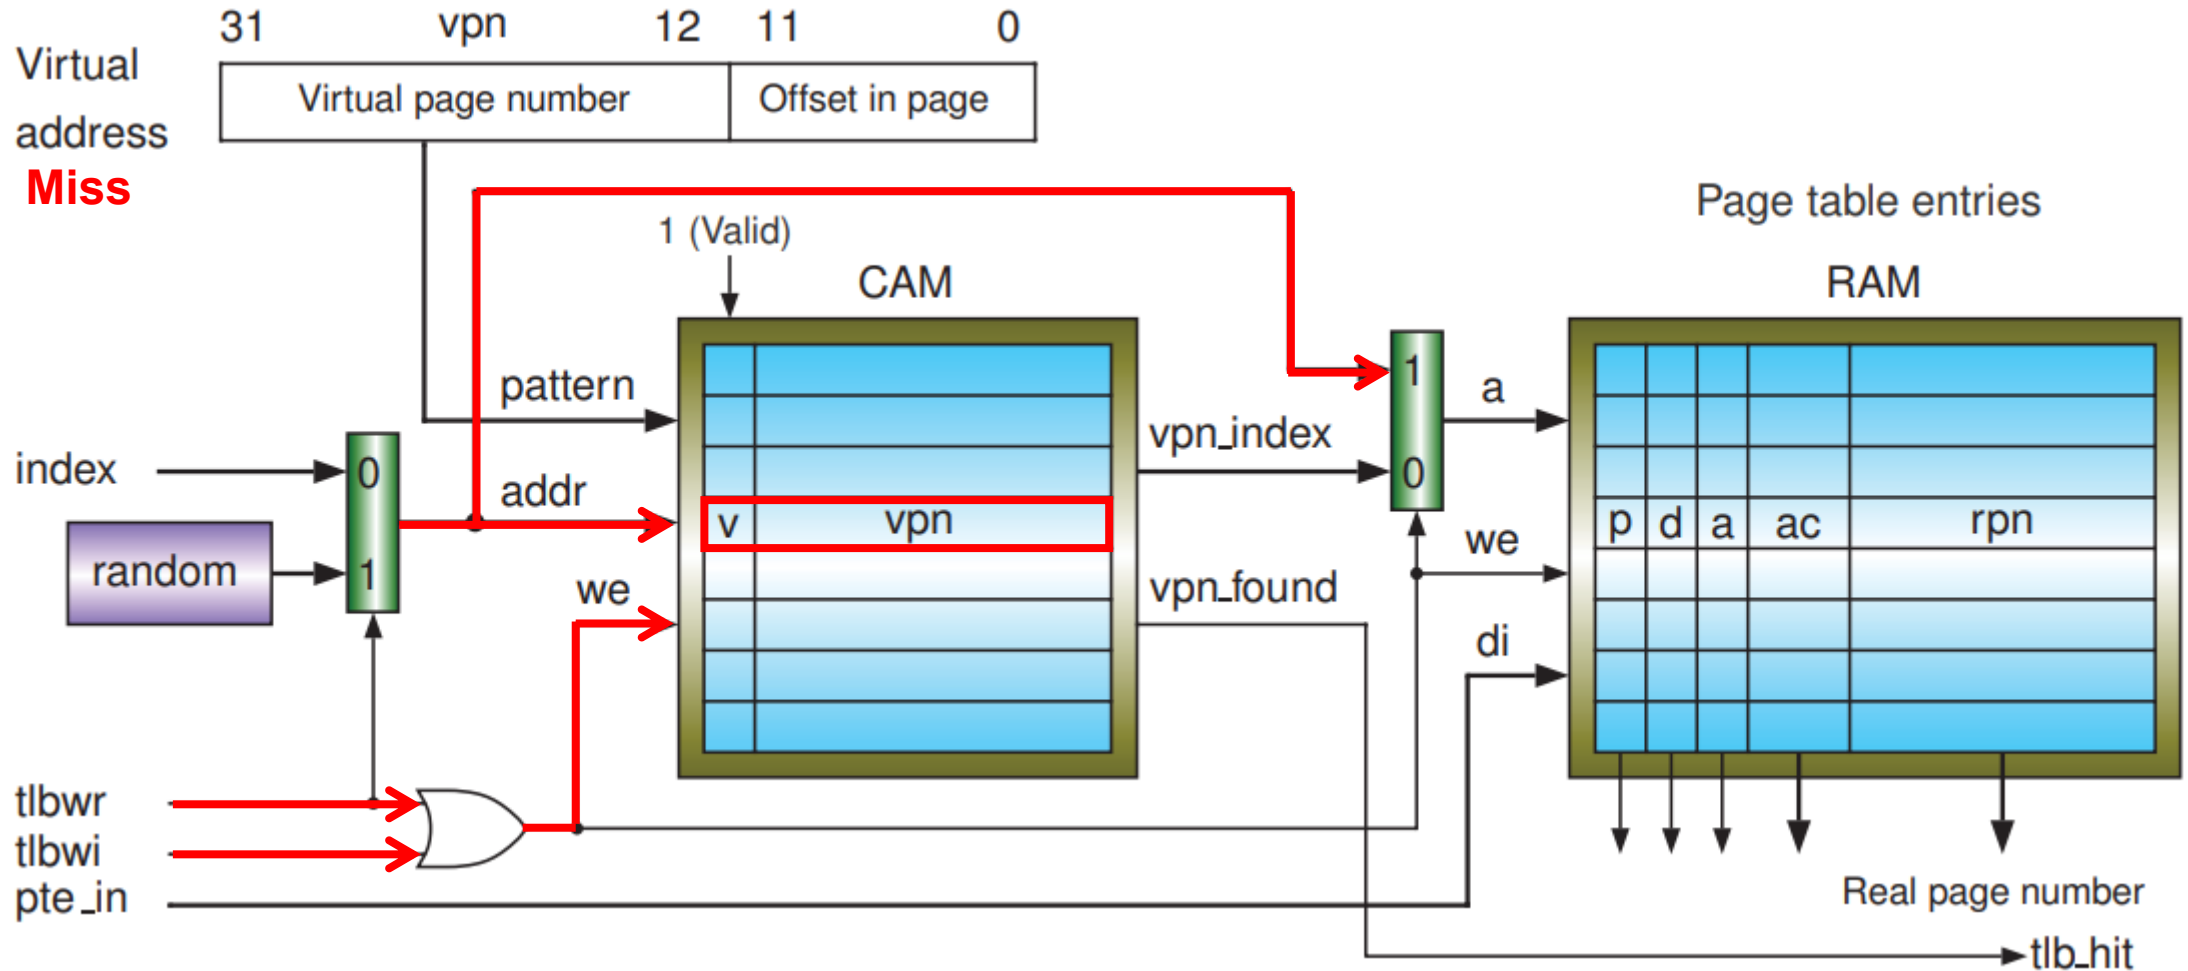 31 vpn 12 11 0
Virtual
address
Virtual page number Offset in page
Miss
1 (Valid)
Page table entries
CAM
RAM
pattern
1
a
index
0
addr
vpn_index
0
v vpn
p d a ac rpn
random
1
we
vpn_found
we
di
tlbwr
tlbwi
pte_in
Real page number
tlb_hit